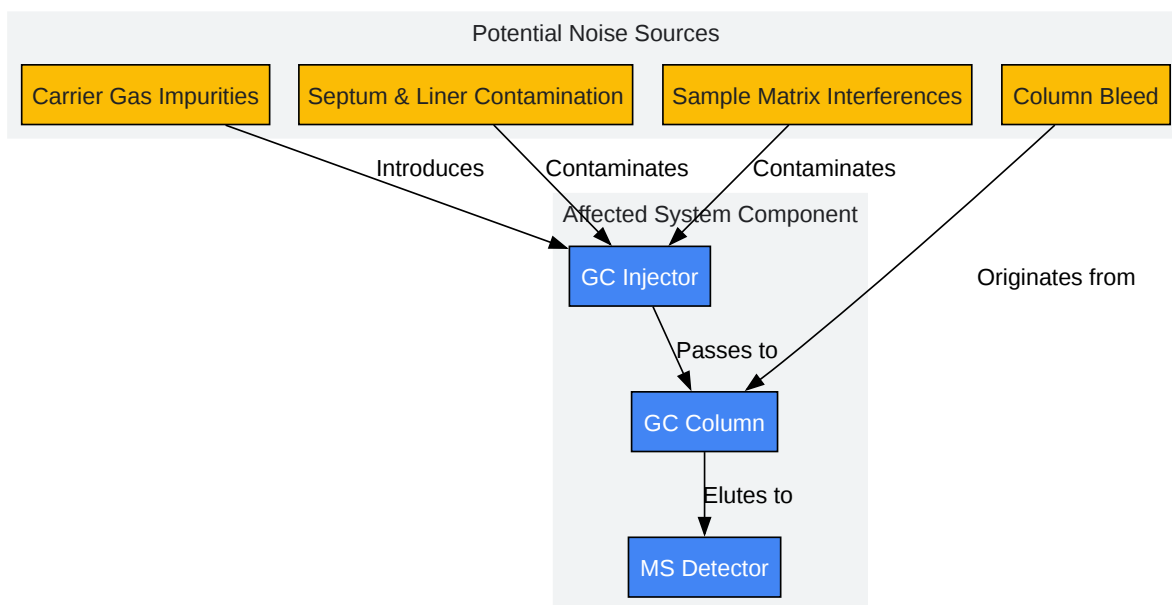 Potential Noise Sources
Carrier Gas Impurities
Septum & Liner Contamination
Sample Matrix Interferences
Column Bleed
Introduces
Contaminates
Contaminates
Affected System Component
GC Injector
Originates from
Passes to
GC Column
Elutes to
MS Detector